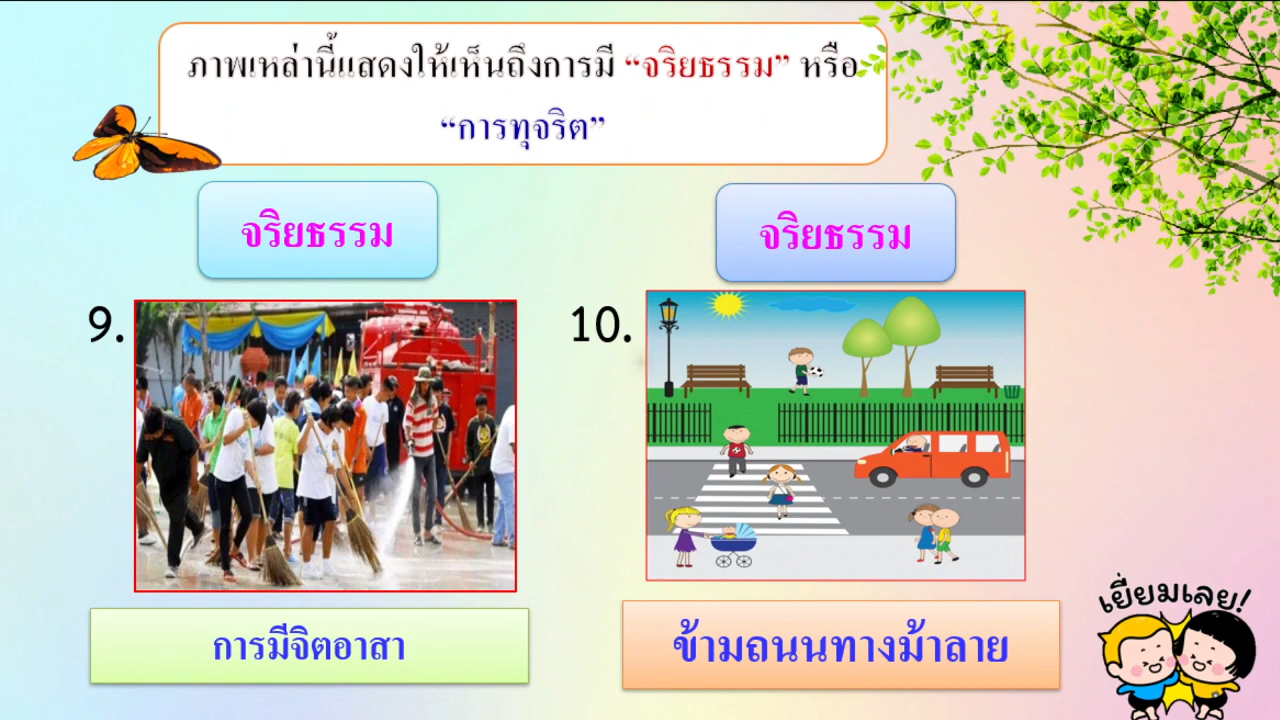 ภาพเหล่านี้แสดงให้เห็นถึงการมี “จริยธรรม” หรือ
“การทุจริต”
จริยธรรม
จริยธรรม
9.
10.
การมีจิตอาสา
ข้ามถนนทางม้าลาย
เยี่ยมเลย!